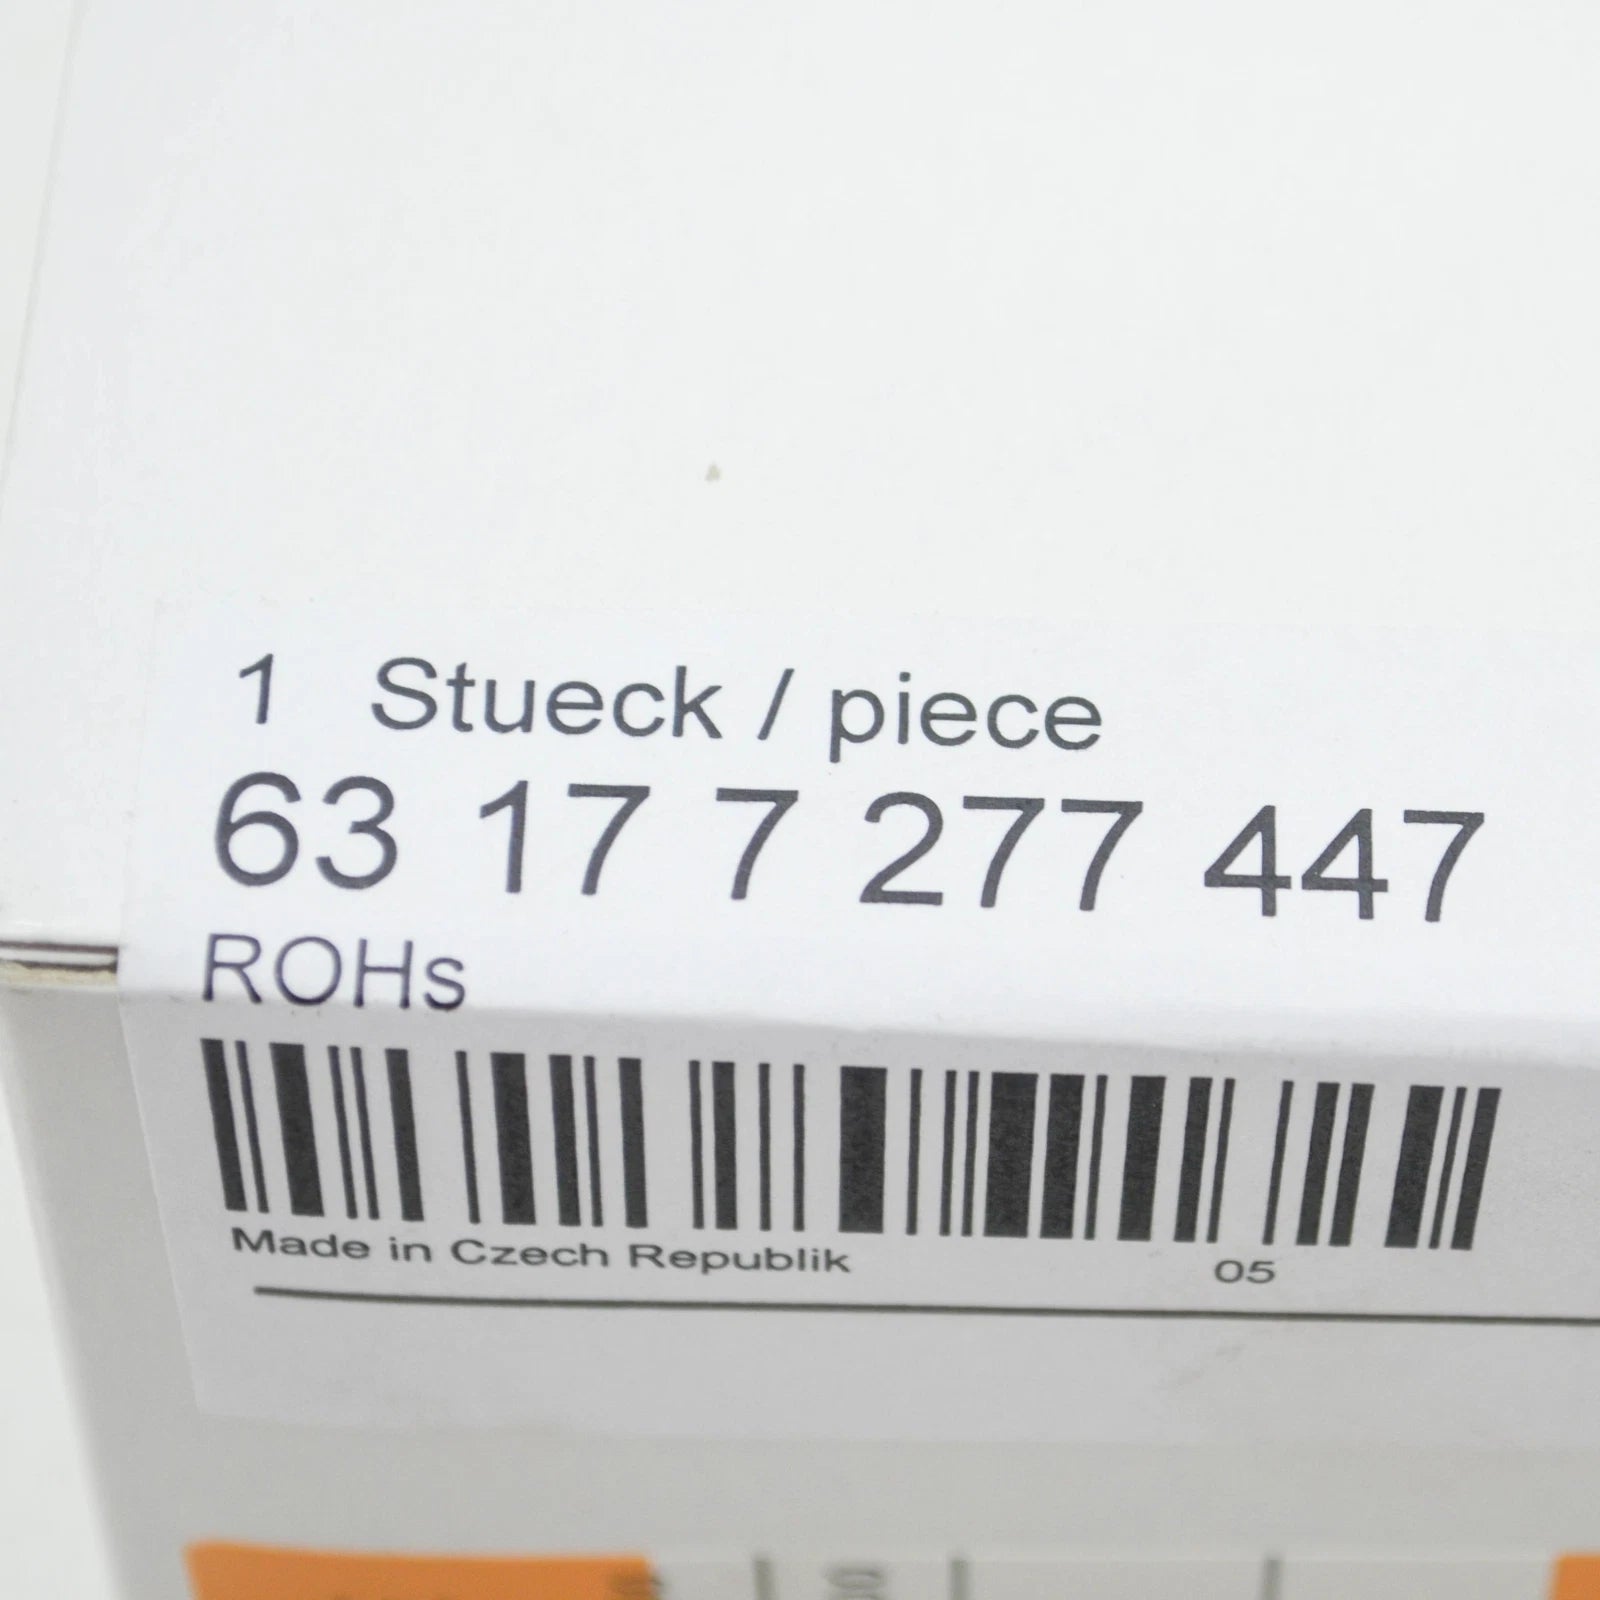 1 Stueck / piece
63 17 7 277 447
ROHs
Made in Czech Republik 05